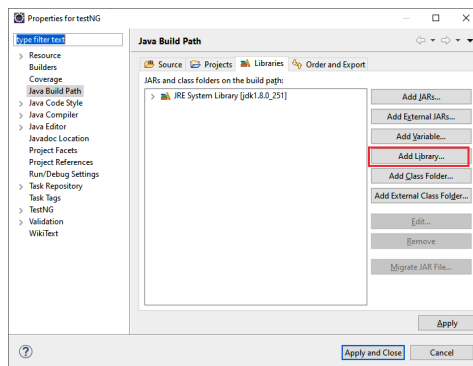 Properties for testNG
type filter text
Java Build Path
Resource
Builders
Coverage
Java Build Path
Java Code Style
Java Compiler
Java Editor
Javadoc Location
Project Facets
Project References
Run/Debug Settings
Task Repository
Task Tags
TestNG
Validation
WikiText
Source
Projects
Libraries
Order and Export
JARs and class folders on the build path:
JRE System Library [jdk1.8.0_251]
Add JARs...
Add External JARs...
Add Variable...
Add Library...
Add Class Folder...
Add External Class Folder...
Edit...
Remove
Migrate JAR File...
Apply
Apply and Close
Cancel